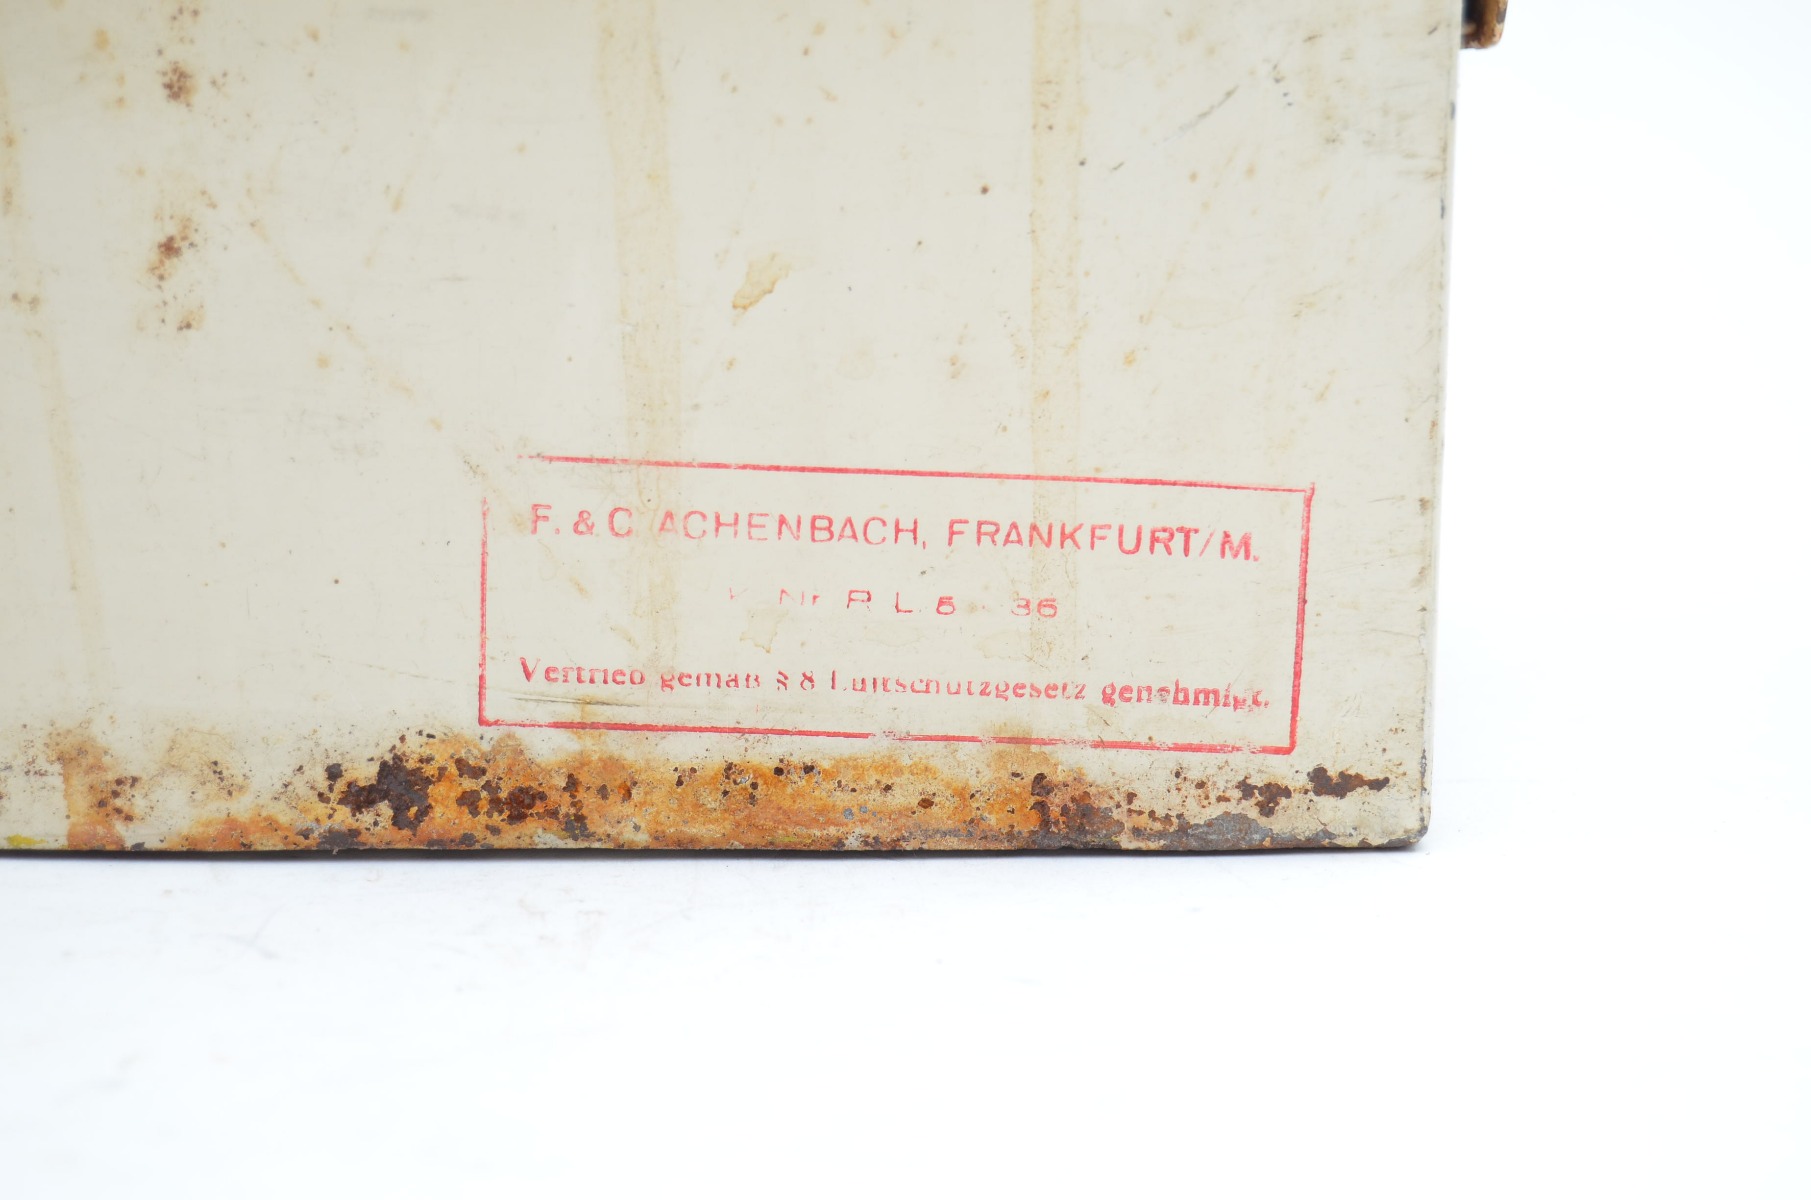 F. & C. ACHENBACH, FRANKFURT/M.
Nr. R. L. 5 36
Vertrieb gemäß § 8 Luftschutzgesetz genehmigt.